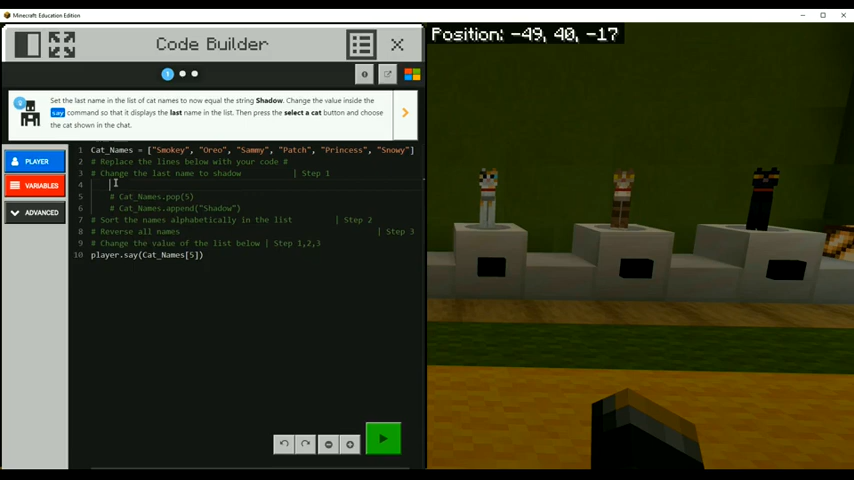 Minecraft: Education Edition
Code Builder
Position: -49, 40, -17
1
Set the last name in the list of cat names to now equal the string Shadow. Change the value inside the
say command so that it displays the last name in the list. Then press the select a cat button and choose
the cat shown in the chat.
PLAYER
VARIABLES
ADVANCED
1 Cat_Names = ["Smokey", "Oreo", "Sammy", "Patch", "Princess", "Snowy"]
2 # Replace the lines below with your code #
3 # Change the last name to shadow | Step 1
4
5 # Cat_Names.pop(5)
6 # Cat_Names.append("Shadow")
7 # Sort the names alphabetically in the list | Step 2
8 # Reverse all names | Step 3
9 # Change the value of the list below | Step 1,2,3
10 player.say(Cat_Names[5])